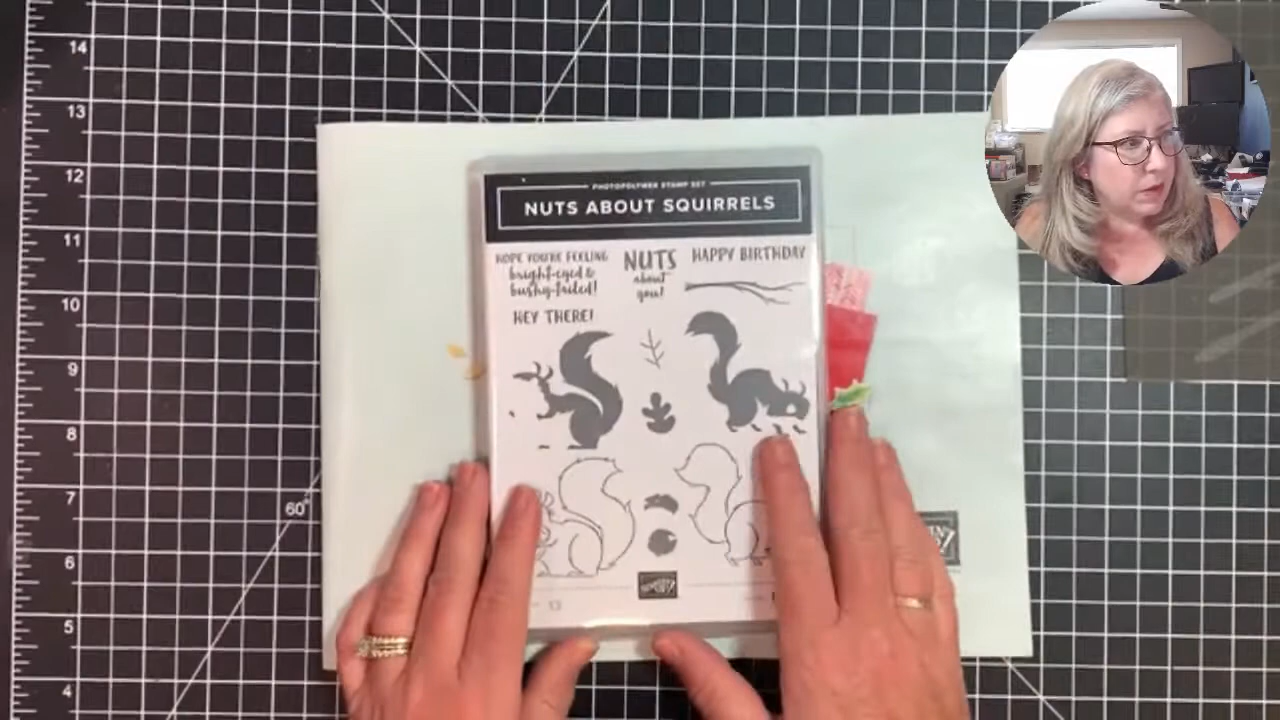 14
13
12
11
10
9
8
7
6
5
4
60°
PHOTOPOLYMER STAMP SET
NUTS ABOUT SQUIRRELS
HOPE YOU'RE FEELING
bright-eyed &
bushy-tailed!
NUTS
about
you!
HAPPY BIRTHDAY
HEY THERE!
13